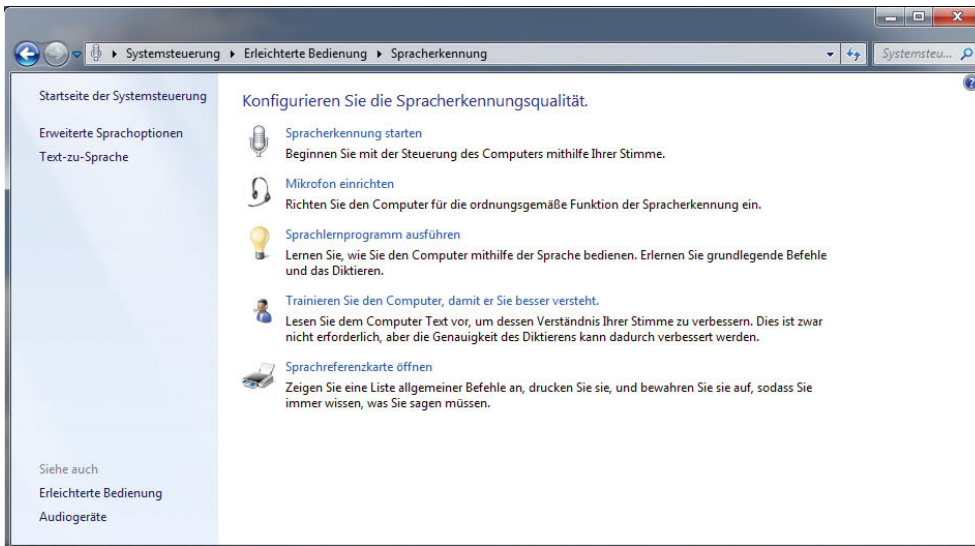 Systemsteuerung ▸ Erleichterte Bedienung ▸ Spracherkennung
Systemsteu...
Startseite der Systemsteuerung
Erweiterte Sprachoptionen
Text-zu-Sprache
Konfigurieren Sie die Spracherkennungsqualität.
Spracherkennung starten
Beginnen Sie mit der Steuerung des Computers mithilfe Ihrer Stimme.
Mikrofon einrichten
Richten Sie den Computer für die ordnungsgemäße Funktion der Spracherkennung ein.
Sprachlernprogramm ausführen
Lernen Sie, wie Sie den Computer mithilfe der Sprache bedienen. Erlernen Sie grundlegende Befehle
und das Diktieren.
Trainieren Sie den Computer, damit er Sie besser versteht.
Lesen Sie dem Computer Text vor, um dessen Verständnis Ihrer Stimme zu verbessern. Dies ist zwar
nicht erforderlich, aber die Genauigkeit des Diktierens kann dadurch verbessert werden.
Sprachreferenzkarte öffnen
Zeigen Sie eine Liste allgemeiner Befehle an, drucken Sie sie, und bewahren Sie sie auf, sodass Sie
immer wissen, was Sie sagen müssen.
Siehe auch
Erleichterte Bedienung
Audiogeräte